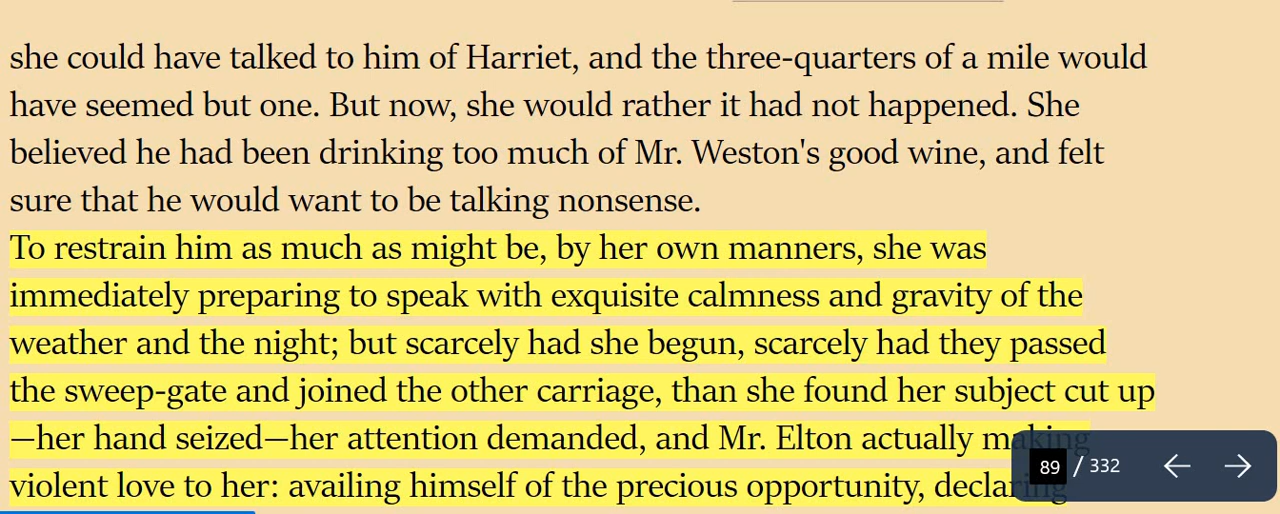 she could have talked to him of Harriet, and the three-quarters of a mile would
have seemed but one. But now, she would rather it had not happened. She
believed he had been drinking too much of Mr. Weston's good wine, and felt
sure that he would want to be talking nonsense.
To restrain him as much as might be, by her own manners, she was
immediately preparing to speak with exquisite calmness and gravity of the
weather and the night; but scarcely had she begun, scarcely had they passed
the sweep-gate and joined the other carriage, than she found her subject cut up
—her hand seized—her attention demanded, and Mr. Elton actually making
violent love to her: availing himself of the precious opportunity, declaring
89 / 332